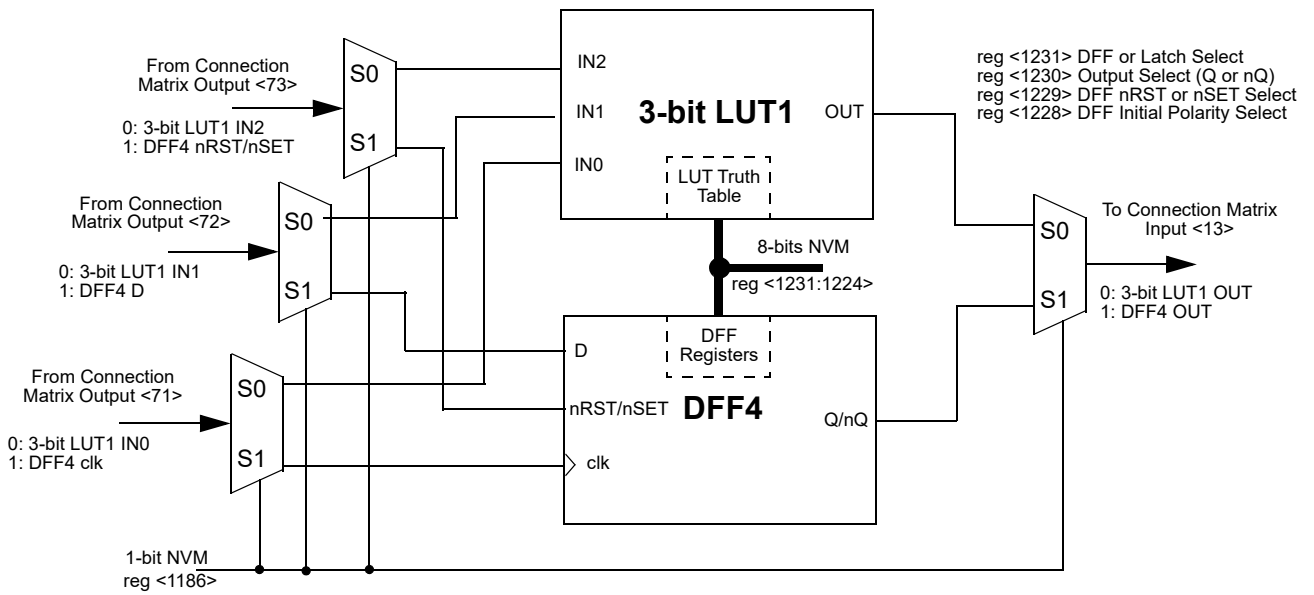 From Connection
Matrix Output <73>
0: 3-bit LUT1 IN2
1: DFF4 nRST/nSET
S0
S1
From Connection
Matrix Output <72>
0: 3-bit LUT1 IN1
1: DFF4 D
S0
S1
From Connection
Matrix Output <71>
0: 3-bit LUT1 IN0
1: DFF4 clk
S0
S1
1-bit NVM
reg <1186>
IN2
IN1
IN0
3-bit LUT1
OUT
LUT Truth
Table
8-bits NVM
reg <1231:1224>
DFF
Registers
D
nRST/nSET
clk
DFF4
Q/nQ
reg <1231> DFF or Latch Select
reg <1230> Output Select (Q or nQ)
reg <1229> DFF nRST or nSET Select
reg <1228> DFF Initial Polarity Select
S0
S1
To Connection Matrix
Input <13>
0: 3-bit LUT1 OUT
1: DFF4 OUT